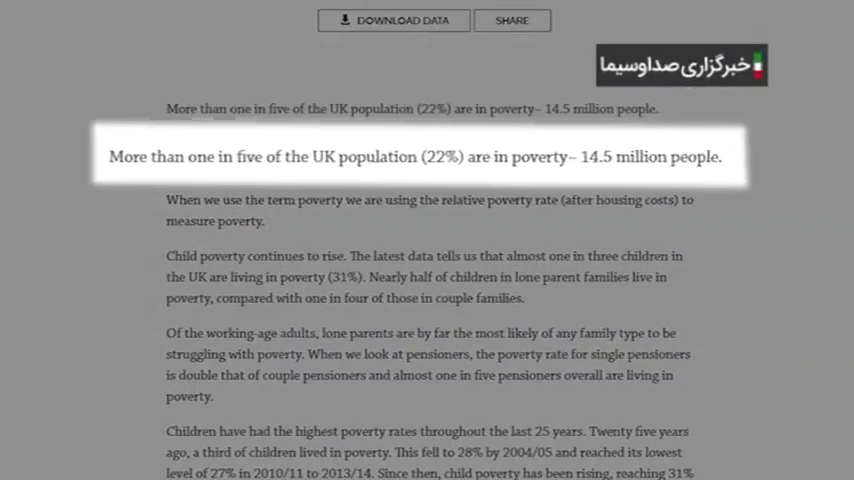 DOWNLOAD DATA
SHARE
خبرگزاری صداوسیما
More than one in five of the UK population (22%) are in poverty– 14.5 million people.
More than one in five of the UK population (22%) are in poverty– 14.5 million people.
When we use the term poverty we are using the relative poverty rate (after housing costs) to
measure poverty.
Child poverty continues to rise. The latest data tells us that almost one in three children in
the UK are living in poverty (31%). Nearly half of children in lone parent families live in
poverty, compared with one in four of those in couple families.
Of the working-age adults, lone parents are by far the most likely of any family type to be
struggling with poverty. When we look at pensioners, the poverty rate for single pensioners
is double that of couple pensioners and almost one in five pensioners overall are living in
poverty.
Children have had the highest poverty rates throughout the last 25 years. Twenty five years
ago, a third of children lived in poverty. This fell to 28% by 2004/05 and reached its lowest
level of 27% in 2010/11 to 2013/14. Since then, child poverty has been rising, reaching 31%